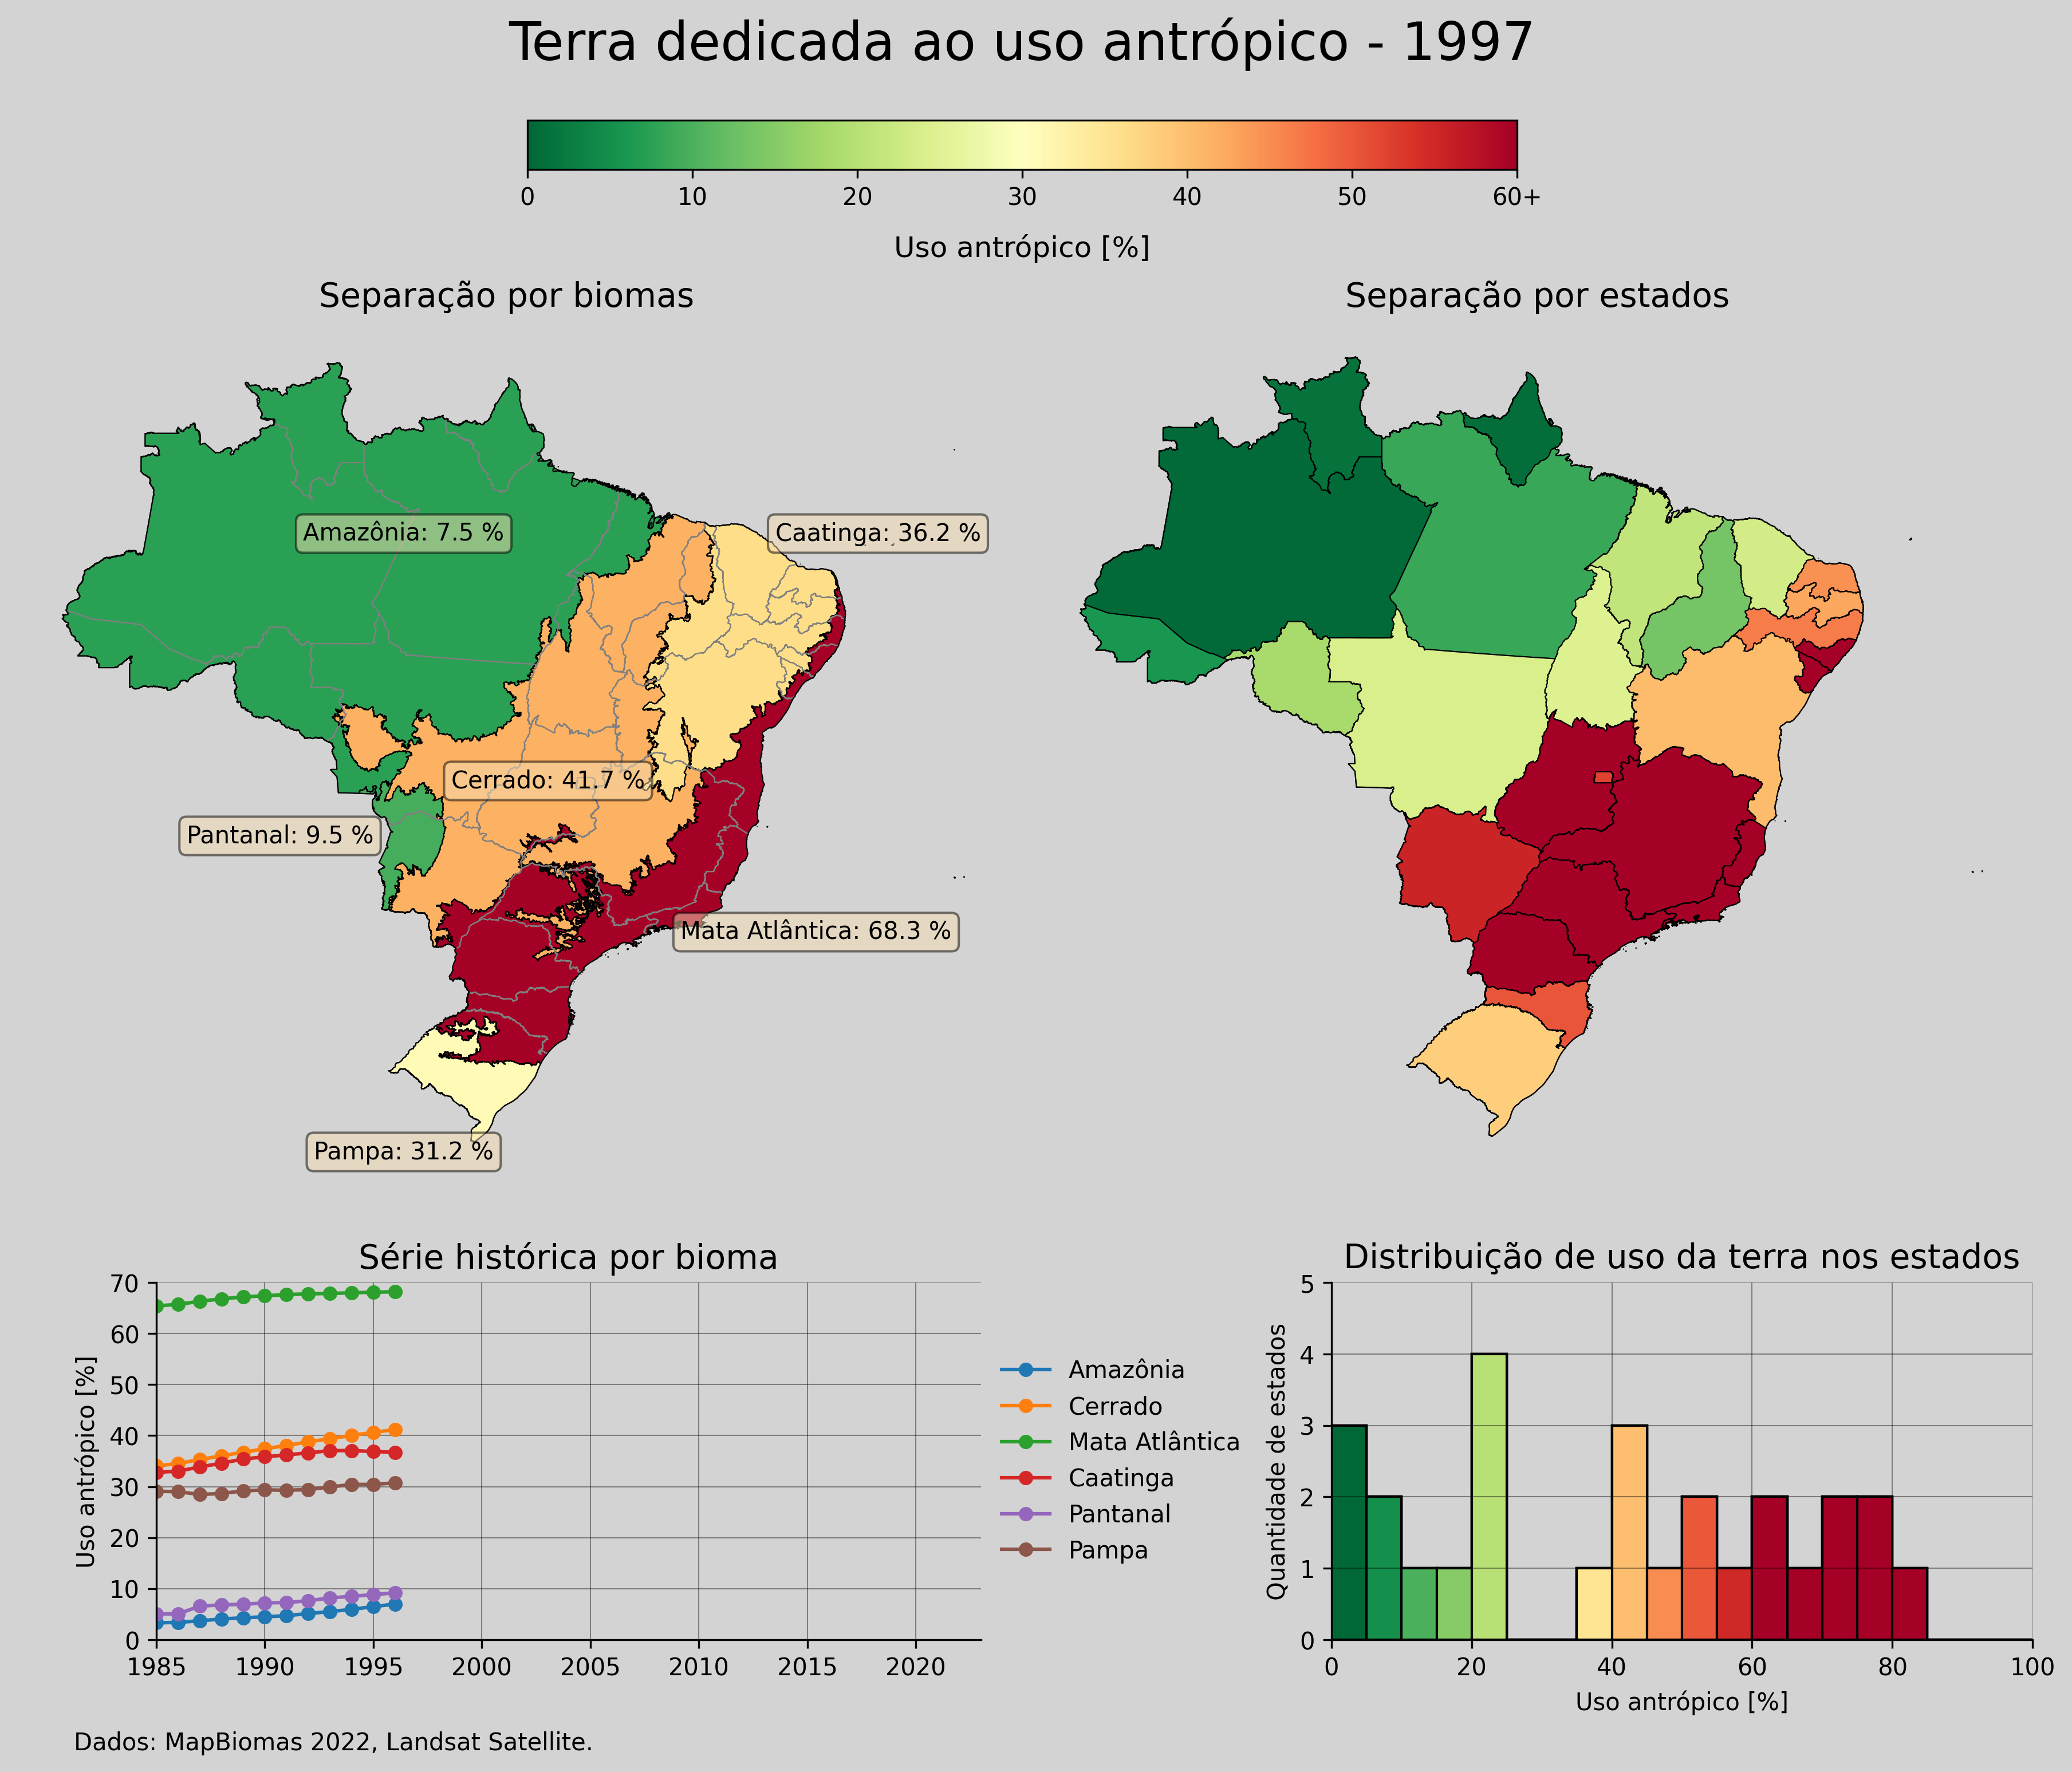 Terra dedicada ao uso antrópico - 1997
0 10 20 30 40 50 60+
Uso antrópico [%]
Separação por biomas
Separação por estados
Amazônia: 7.5 %
Caatinga: 36.2 %
Cerrado: 41.7 %
Pantanal: 9.5 %
Mata Atlântica: 68.3 %
Pampa: 31.2 %
Série histórica por bioma
70
60
50
40
30
20
10
0
Uso antrópico [%]
1985 1990 1995 2000 2005 2010 2015 2020
Amazônia
Cerrado
Mata Atlântica
Caatinga
Pantanal
Pampa
Distribuição de uso da terra nos estados
5
4
3
2
1
0
Quantidade de estados
0 20 40 60 80 100
Uso antrópico [%]
Dados: MapBiomas 2022, Landsat Satellite.